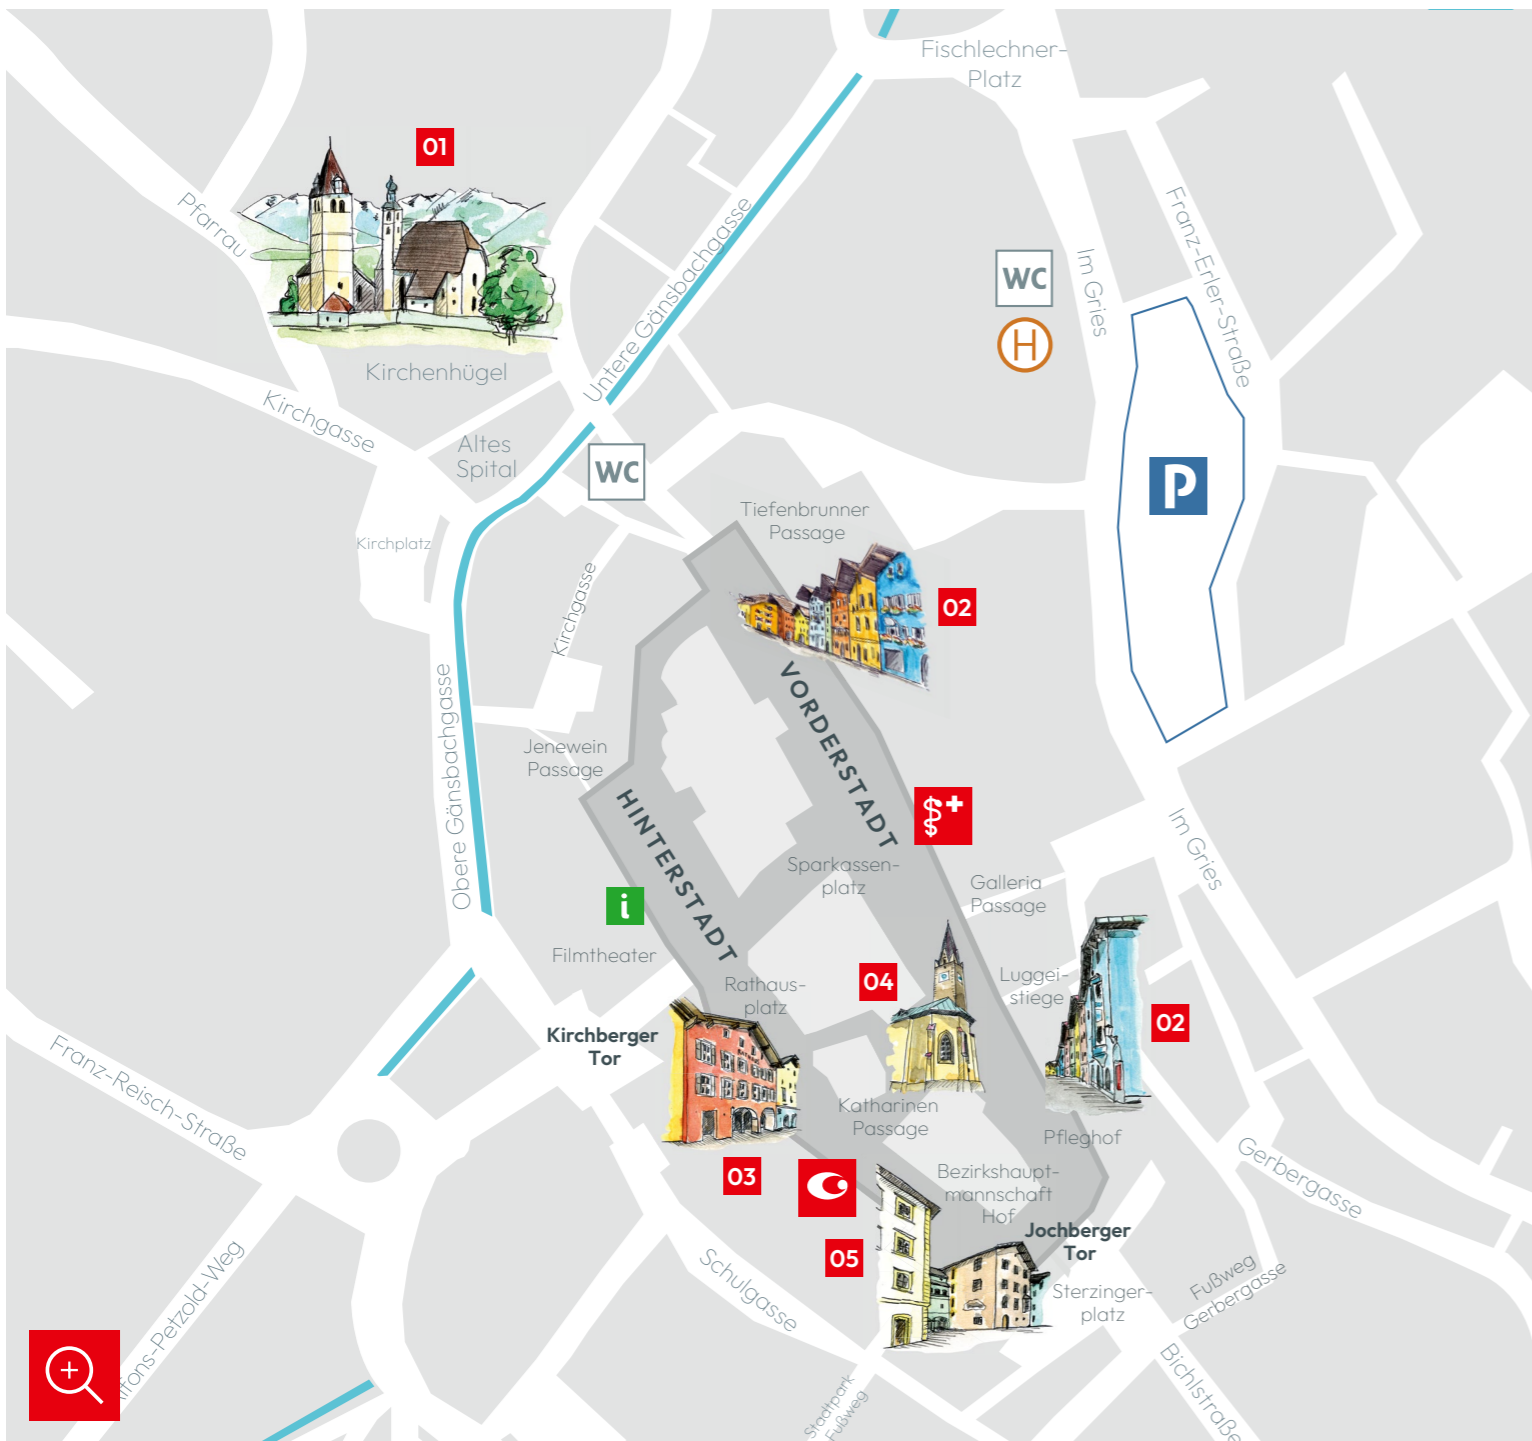 Fischlechner-
Platz
01
Pfarrau
Untere Gänsbachgasse
Franz-Erler-Straße
Im Gries
WC
H
Kirchenhügel
Kirchgasse
Altes
Spital
WC
P
Tiefenbrunner
Passage
Kirchplatz
Kirchgasse
02
VORDERSTADT
Obere Gänsbachgasse
Jenewein
Passage
HINTERSTADT
Im Gries
Sparkassen-
platz
Galleria
Passage
i
Filmtheater
Rathaus-
platz
04
Luggei-
stiege
02
Kirchberger
Tor
Franz-Reisch-Straße
Katharinen
Passage
Pfleghof
Gerbergasse
03
Bezirkshaupt-
mannschaft
Hof
Jochberger
Tor
05
Schulgasse
Sterzinger-
platz
Fußweg
Gerbergasse
Alfons-Petzold-Weg
Bichlstraße
Stadtpark
Fußweg